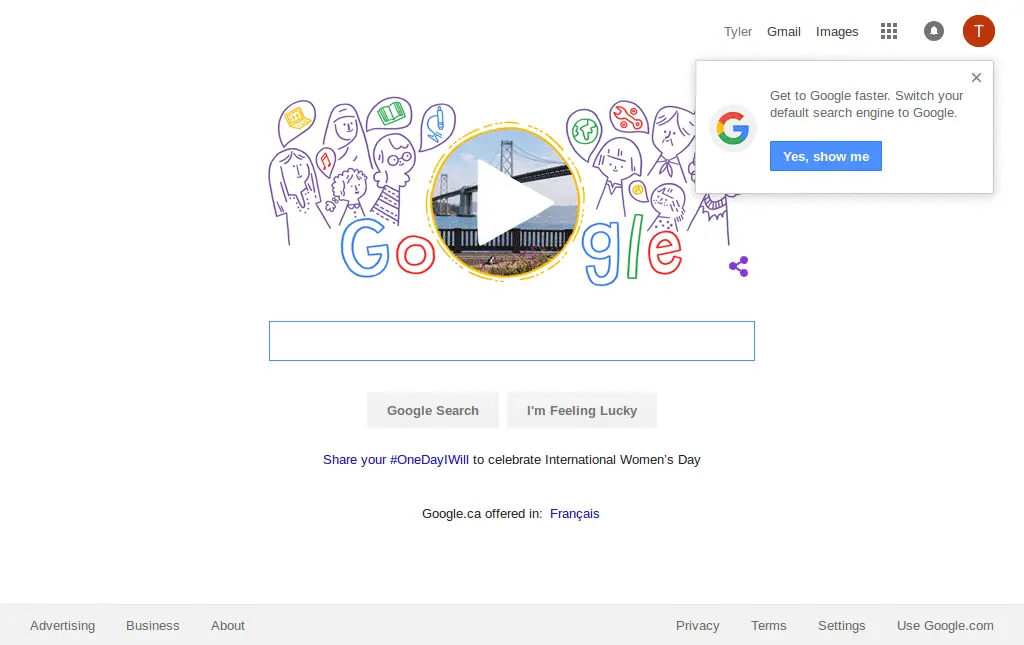 Tyler Gmail Images T
Get to Google faster. Switch your
default search engine to Google.
Yes, show me
Google
Google Search I'm Feeling Lucky
Share your #OneDayIWill to celebrate International Women's Day
Google.ca offered in: Français
Advertising Business About Privacy Terms Settings Use Google.com